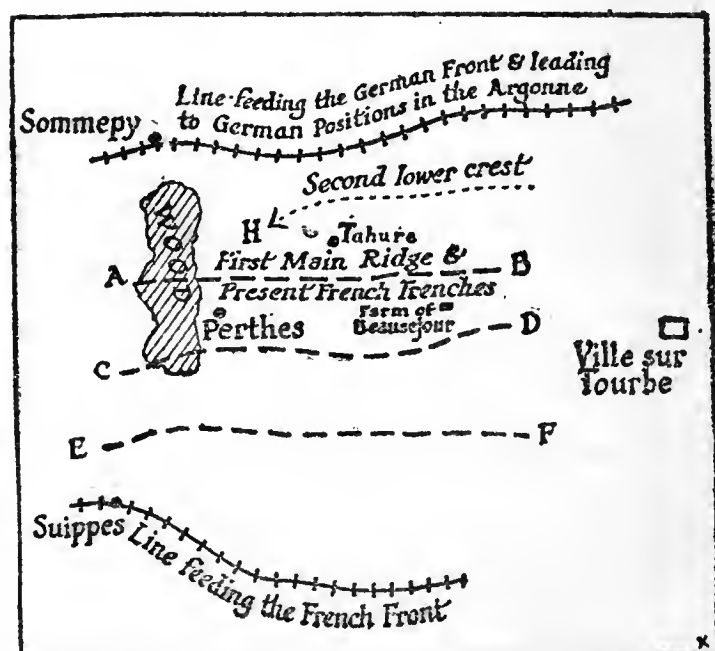 Line feeding the German Front & leading
to German Positions in the Argonne
Sommepy
Second lower crest
H
Tahure
WOOD
A
First Main Ridge &
B
Present French Trenches
Perthes
Farm of
Beausejour
D
C
Ville sur
Tourbe
E
F
Suippes
Line feeding the French Front
X